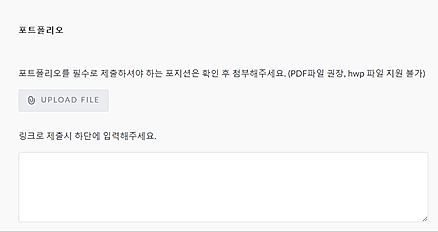 포트폴리오
포트폴리오를 필수로 제출하셔야 하는 포지션은 확인 후 첨부해주세요. (PDF파일 권장, hwp 파일 지원 불가)
UPLOAD FILE
링크로 제출시 하단에 입력해주세요.